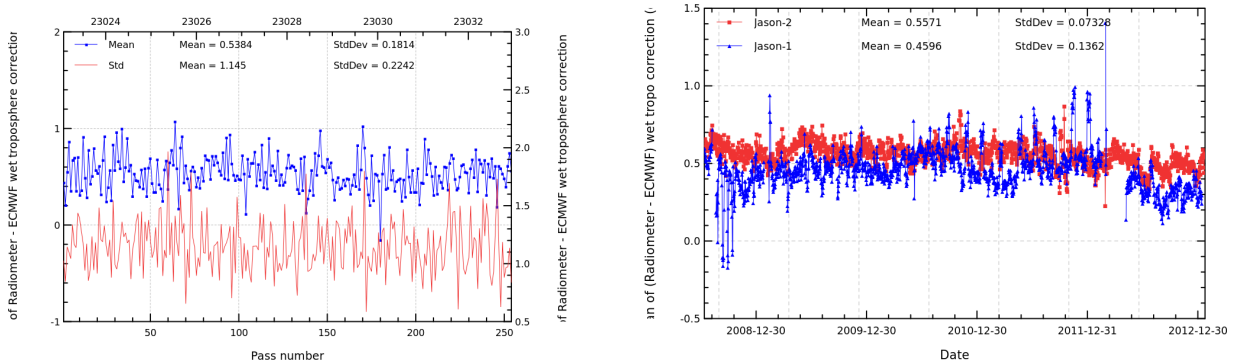 23024 23026 23028 23030 23032
of Radiometer - ECMWF wet troposphere correction
2
1
0
-1
Mean Mean = 0.5384 StdDev = 0.1814
Std Mean = 1.145 StdDev = 0.2242
3.0
2.5
2.0
1.5
1.0
0.5
of Radiometer - ECMWF wet troposphere correction
50 100 150 200 250
Pass number
an of (Radiometer - ECMWF) wet tropo correction (
1.5
1.0
0.5
0.0
-0.5
Jason-2 Mean = 0.5571 StdDev = 0.07328
Jason-1 Mean = 0.4596 StdDev = 0.1362
2008-12-30 2009-12-30 2010-12-30 2011-12-31 2012-12-30
Date